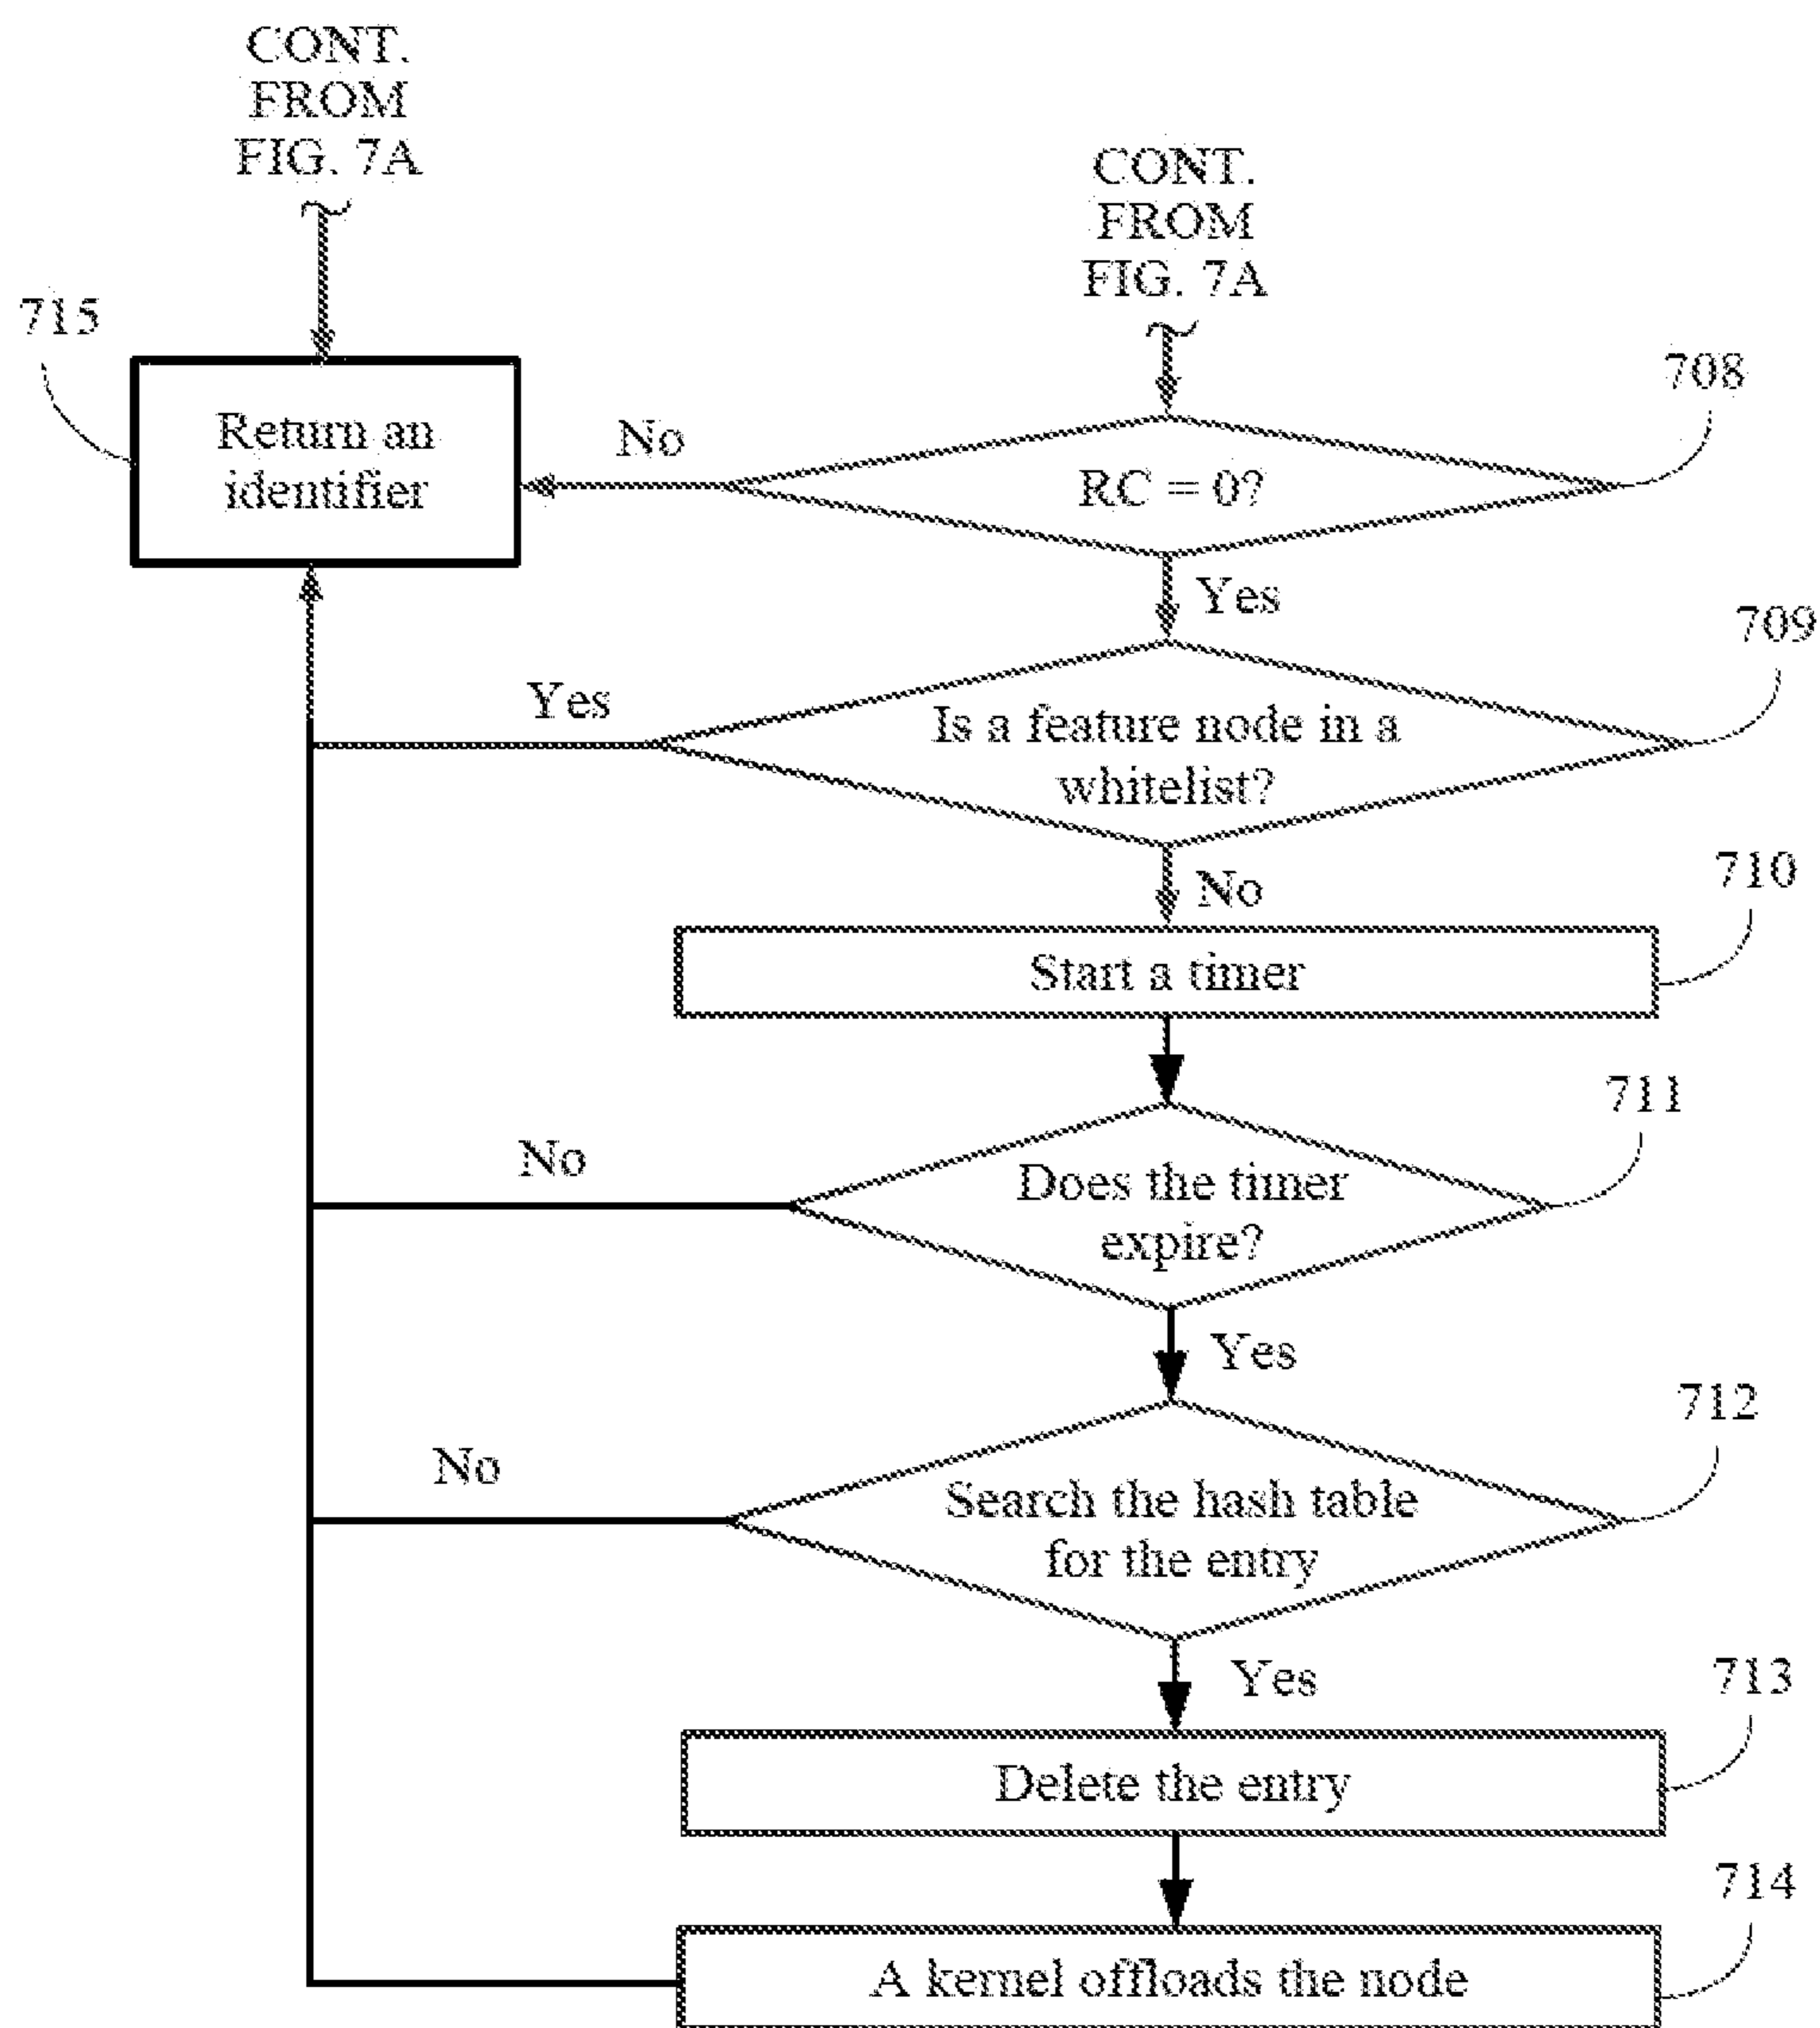 CONT.
FROM
FIG. 7A
CONT.
FROM
FIG. 7A
715
708
Return an
identifier
No
RC = 0?
Yes
709
Yes
Is a feature node in a
whitelist?
710
No
Start a timer
711
No
Does the timer
expire?
Yes
712
No
Search the hash table
for the entry
Yes
713
Delete the entry
714
A kernel offloads the node